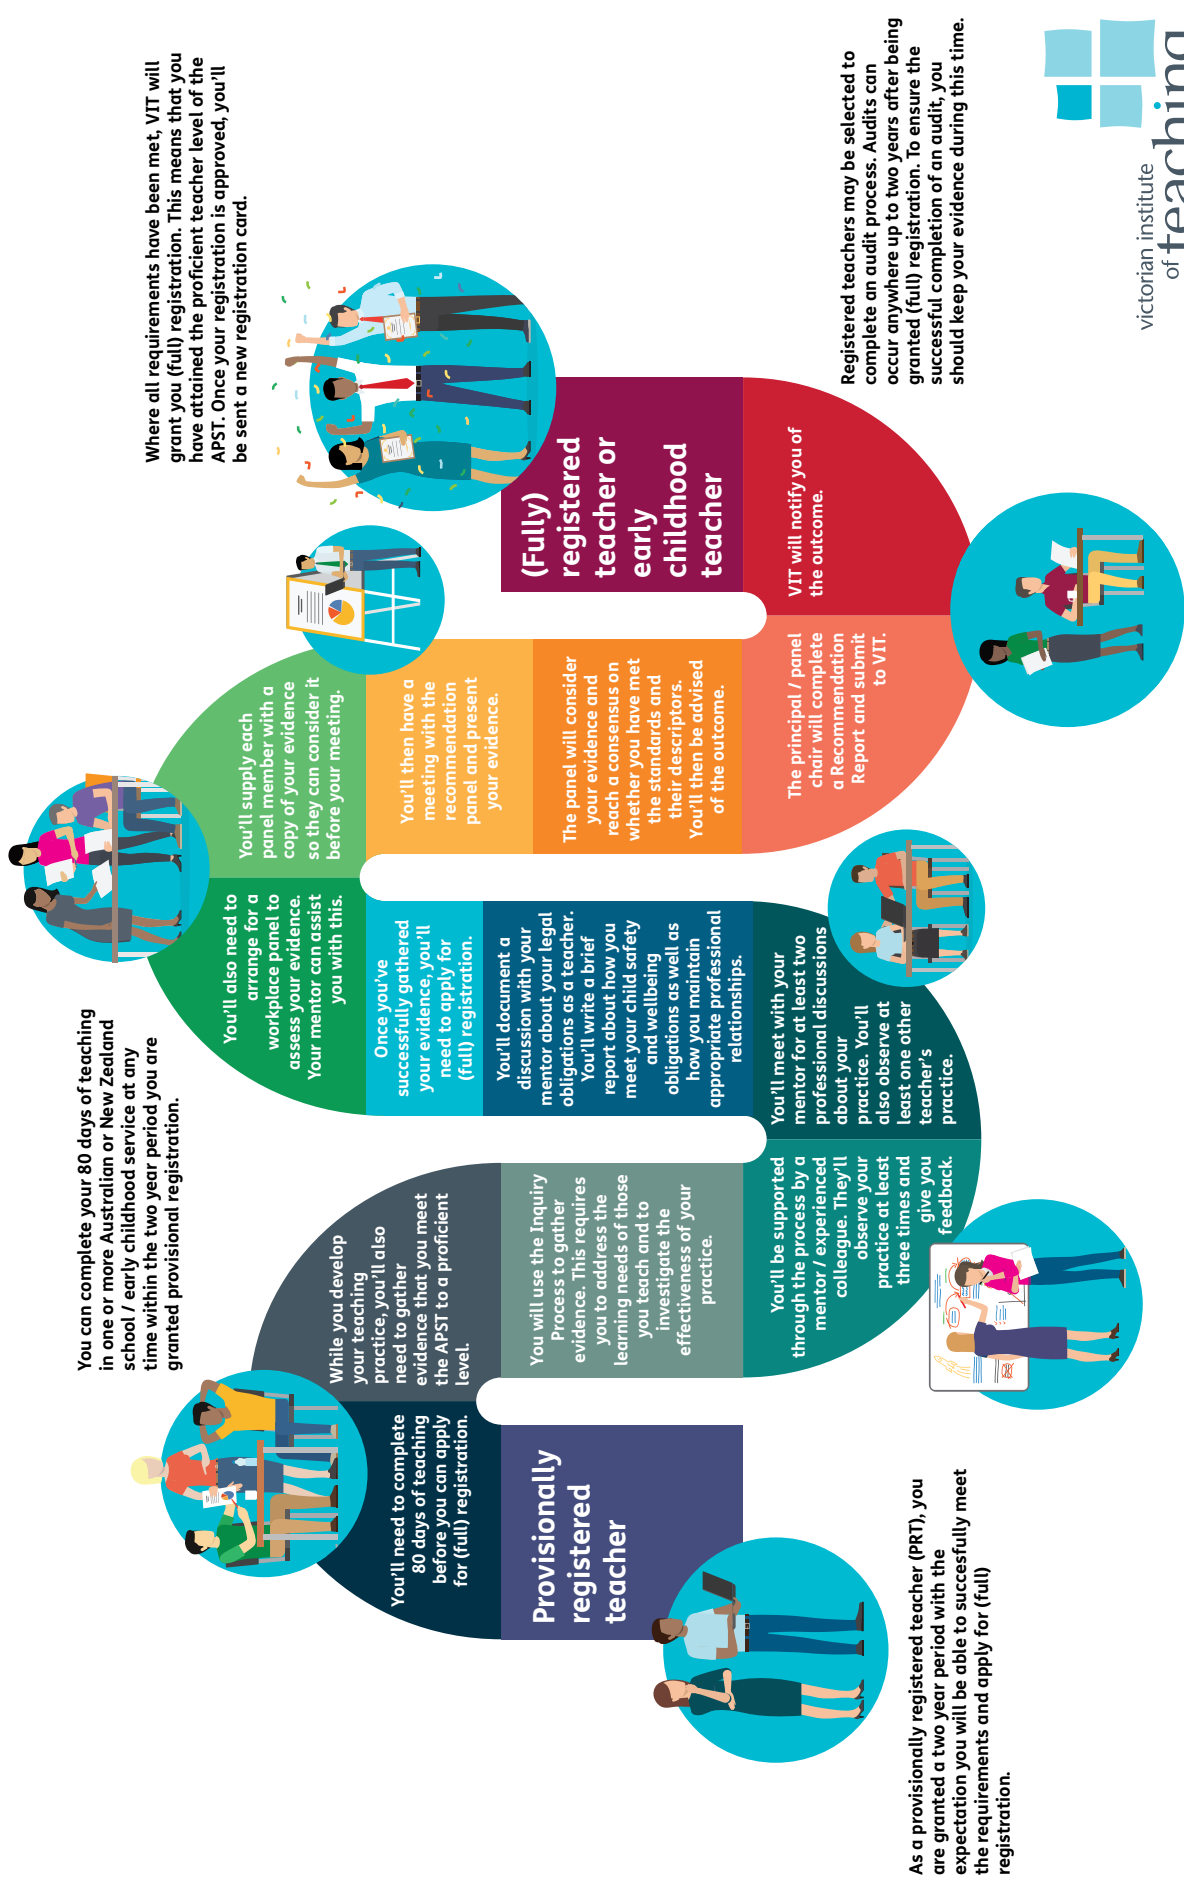 As a provisionally registered teacher (PRT), you
are granted a two year period with the
expectation you will be able to succesfully meet
the requirements and apply for (full)
registration.
Provisionally
registered
teacher
You'll need to complete
80 days of teaching
before you can apply
for (full) registration.
You can complete your 80 days of teaching
in one or more Australian or New Zealand
school / early childhood service at any
time within the two year period you are
granted provisional registration.
While you develop
your teaching
practice, you'll also
need to gather
evidence that you meet
the APST to a proficient
level.
You will use the Inquiry
Process to gather
evidence. This requires
you to address the
learning needs of those
you teach and to
investigate the
effectiveness of your
practice.
You'll be supported
through the process by a
mentor / experienced
colleague. They'll
observe your
practice at least
three times and
give you
feedback.
You'll meet with your
mentor for at least two
professional discussions
about your
practice. You'll
also observe at
least one other
teacher's
practice.
You'll document a
discussion with your
mentor about your legal
obligations as a teacher.
You'll write a brief
report about how you
meet your child safety
and wellbeing
obligations as well as
how you maintain
appropriate professional
relationships.
Once you've
successfully gathered
your evidence, you'll
need to apply for
(full) registration.
You'll also need to
arrange for a
workplace panel to
assess your evidence.
Your mentor can assist
you with this.
You'll supply each
panel member with a
copy of your evidence
so they can consider it
before your meeting.
You'll then have a
meeting with the
recommendation
panel and present
your evidence.
The panel will consider
your evidence and
reach a consensus on
whether you have met
the standards and
their descriptors.
You'll then be advised
of the outcome.
The principal / panel
chair will complete
a Recommendation
Report and submit
to VIT.
VIT will notify you of
the outcome.
(Fully)
registered
teacher or
early
childhood
teacher
Where all requirements have been met, VIT will
grant you (full) registration. This means that you
have attained the proficient teacher level of the
APST. Once your registration is approved, you'll
be sent a new registration card.
Registered teachers may be selected to
complete an audit process. Audits can
occur anywhere up to two years after being
granted (full) registration. To ensure the
successful completion of an audit, you
should keep your evidence during this time.
victorian institute
of teaching